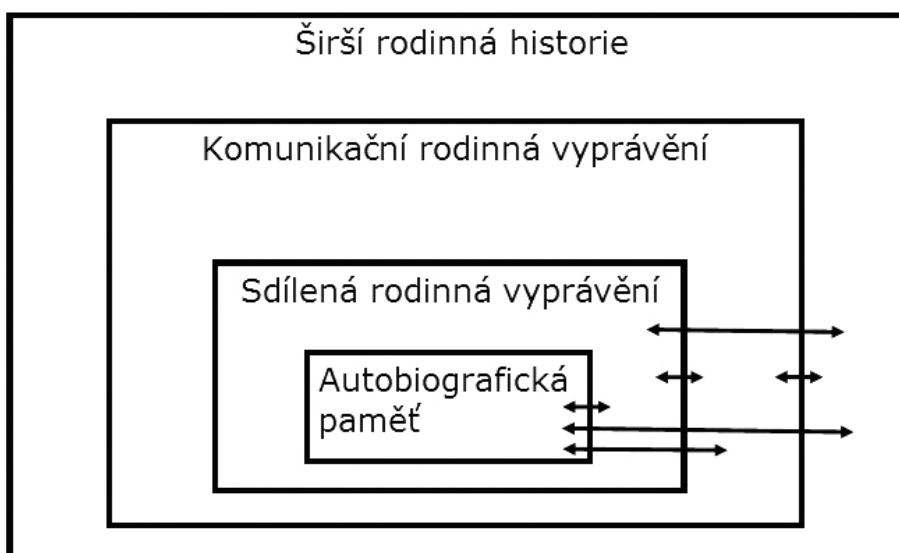 Širší rodinná historie
Komunikační rodinná vyprávění
Sdílená rodinná vyprávění
Autobiografická
paměť